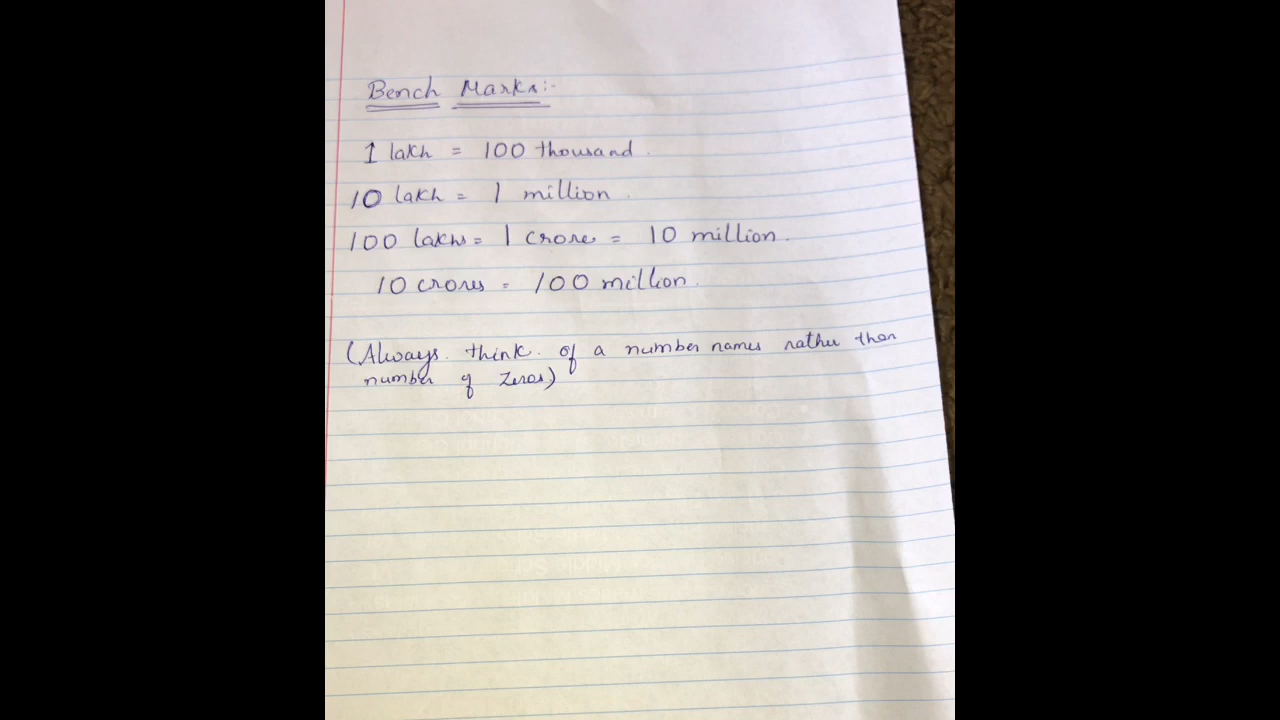 Bench Marks:-
1 lakh = 100 thousand.
10 lakh = 1 million.
100 lakhs = 1 crore = 10 million.
10 crores = 100 million.
(Always think of a number names rather than
number of zeros)